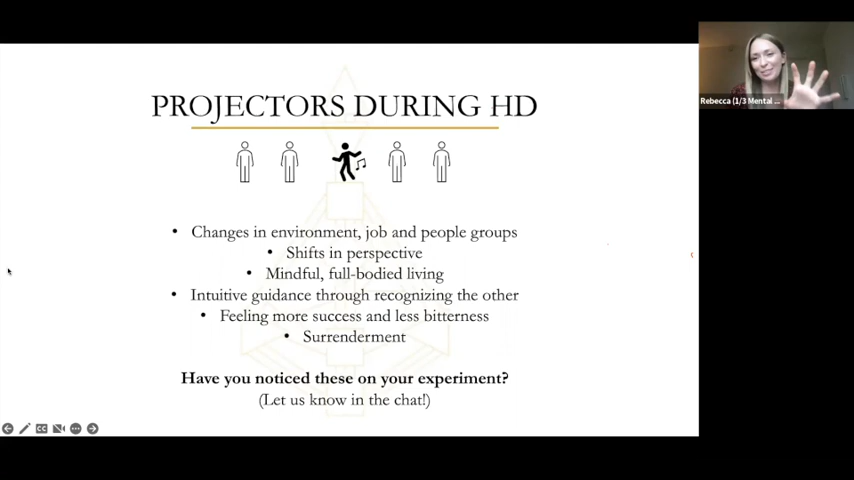 PROJECTORS DURING HD
• Changes in environment, job and people groups
• Shifts in perspective
• Mindful, full-bodied living
• Intuitive guidance through recognizing the other
• Feeling more success and less bitterness
• Surrenderment
Have you noticed these on your experiment?
(Let us know in the chat!)
Rebecca (1/3 Mental ...
CC